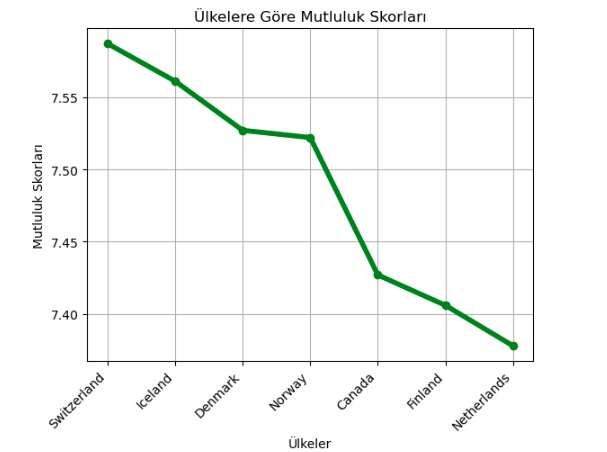 Ülkelere Göre Mutluluk Skorları
Mutluluk Skorları
7.55
7.50
7.45
7.40
Switzerland
Iceland
Denmark
Norway
Canada
Finland
Netherlands
Ülkeler